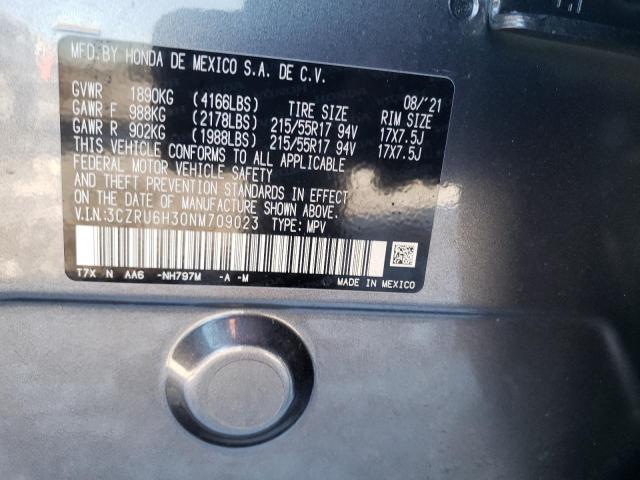 MFD.BY HONDA DE MEXICO S.A. DE C.V.
08/'21
GVWR 1890KG (4166LBS) TIRE SIZE RIM SIZE
GAWR F 988KG (2178LBS) 215/55R17 94V 17X7.5J
GAWR R 902KG (1988LBS) 215/55R17 94V 17X7.5J
THIS VEHICLE CONFORMS TO ALL APPLICABLE
FEDERAL MOTOR VEHICLE SAFETY
AND THEFT PREVENTION STANDARDS IN EFFECT
ON THE DATE OF MANUFACTURE SHOWN ABOVE.
V.I.N:3CZRU6H30NM709023 TYPE: MPV
T7X N AA6 -NH797M -A -M
MADE IN MEXICO